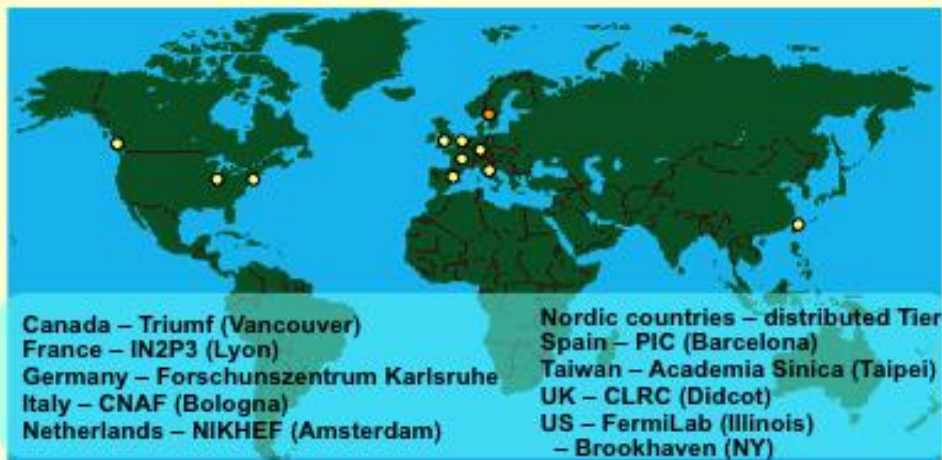 Canada – Triumf (Vancouver)
France – IN2P3 (Lyon)
Germany – Forschunszentrum Karlsruhe
Italy – CNAF (Bologna)
Netherlands – NIKHEF (Amsterdam)
Nordic countries – distributed Tier
Spain – PIC (Barcelona)
Taiwan – Academia Sinica (Taipei)
UK – CLRC (Didcot)
US – FermiLab (Illinois)
– Brookhaven (NY)